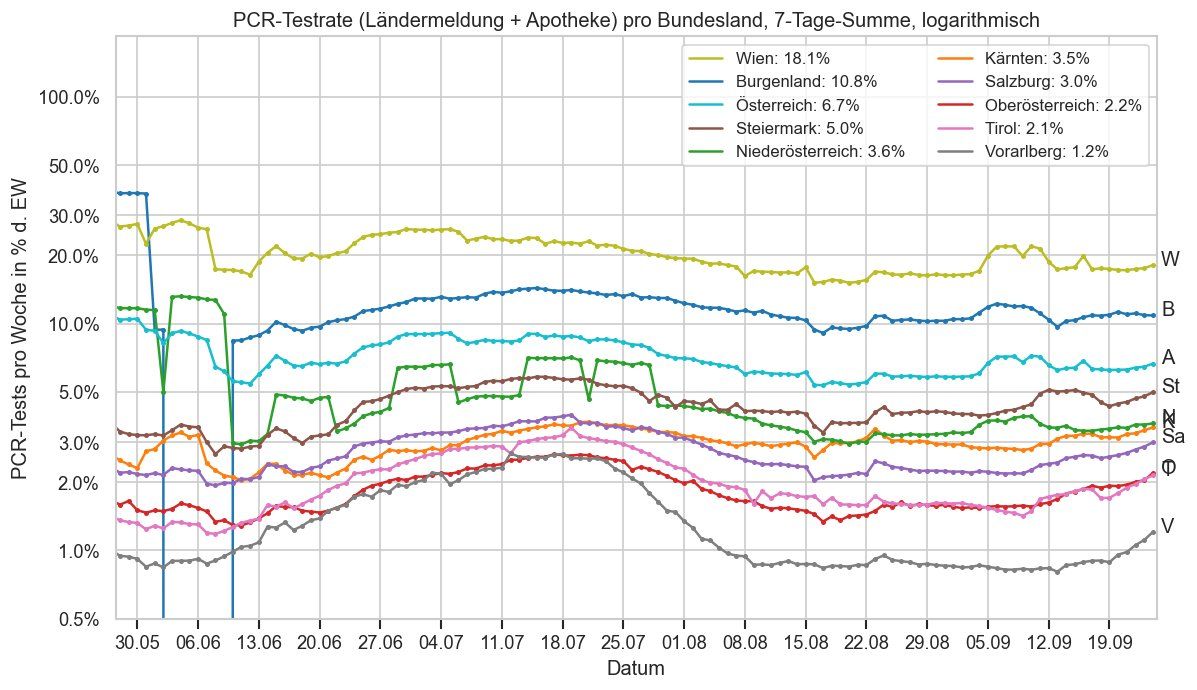 PCR-Testrate (Ländermeldung + Apotheke) pro Bundesland, 7-Tage-Summe, logarithmisch
Wien: 18.1%
Burgenland: 10.8%
Österreich: 6.7%
Steiermark: 5.0%
Niederösterreich: 3.6%
Kärnten: 3.5%
Salzburg: 3.0%
Oberösterreich: 2.2%
Tirol: 2.1%
Vorarlberg: 1.2%
PCR-Tests pro Woche in % d. EW
100.0%
50.0%
30.0%
20.0%
10.0%
5.0%
3.0%
2.0%
1.0%
0.5%
W
B
A
St
N
K
Sa
O
T
V
30.05 06.06 13.06 20.06 27.06 04.07 11.07 18.07 25.07 01.08 08.08 15.08 22.08 29.08 05.09 12.09 19.09
Datum